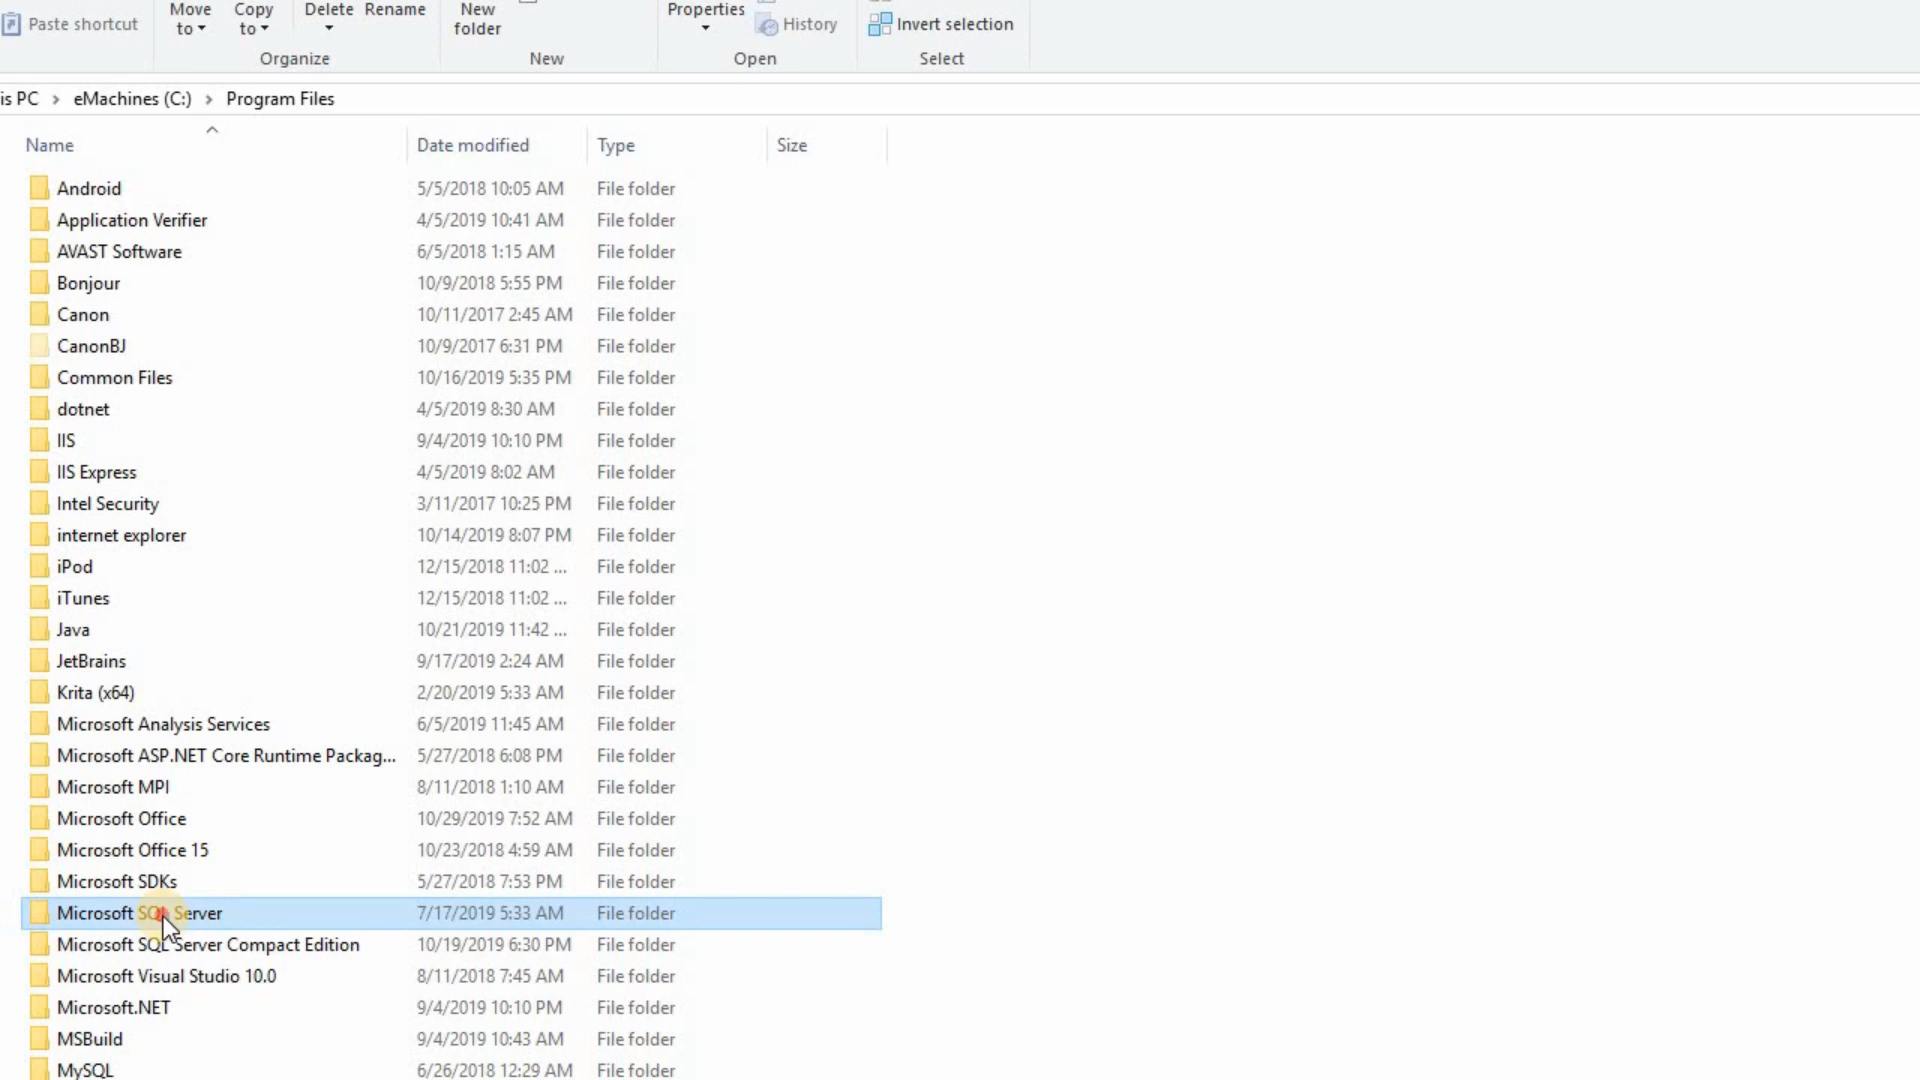 Paste shortcut
Move to
Copy to
Delete
Rename
Organize
New folder
New
Properties
History
Open
Invert selection
Select
is PC > eMachines (C:) > Program Files
Name Date modified Type Size
Android 5/5/2018 10:05 AM File folder
Application Verifier 4/5/2019 10:41 AM File folder
AVAST Software 6/5/2018 1:15 AM File folder
Bonjour 10/9/2018 5:55 PM File folder
Canon 10/11/2017 2:45 AM File folder
CanonBJ 10/9/2017 6:31 PM File folder
Common Files 10/16/2019 5:35 PM File folder
dotnet 4/5/2019 8:30 AM File folder
IIS 9/4/2019 10:10 PM File folder
IIS Express 4/5/2019 8:02 AM File folder
Intel Security 3/11/2017 10:25 PM File folder
internet explorer 10/14/2019 8:07 PM File folder
iPod 12/15/2018 11:02 ... File folder
iTunes 12/15/2018 11:02 ... File folder
Java 10/21/2019 11:42 ... File folder
JetBrains 9/17/2019 2:24 AM File folder
Krita (x64) 2/20/2019 5:33 AM File folder
Microsoft Analysis Services 6/5/2019 11:45 AM File folder
Microsoft ASP.NET Core Runtime Packag... 5/27/2018 6:08 PM File folder
Microsoft MPI 8/11/2018 1:10 AM File folder
Microsoft Office 10/29/2019 7:52 AM File folder
Microsoft Office 15 10/23/2018 4:59 AM File folder
Microsoft SDKs 5/27/2018 7:53 PM File folder
Microsoft SQL Server 7/17/2019 5:33 AM File folder
Microsoft SQL Server Compact Edition 10/19/2019 6:30 PM File folder
Microsoft Visual Studio 10.0 8/11/2018 7:45 AM File folder
Microsoft.NET 9/4/2019 10:10 PM File folder
MSBuild 9/4/2019 10:43 AM File folder
MySQL 6/26/2018 12:29 AM File folder